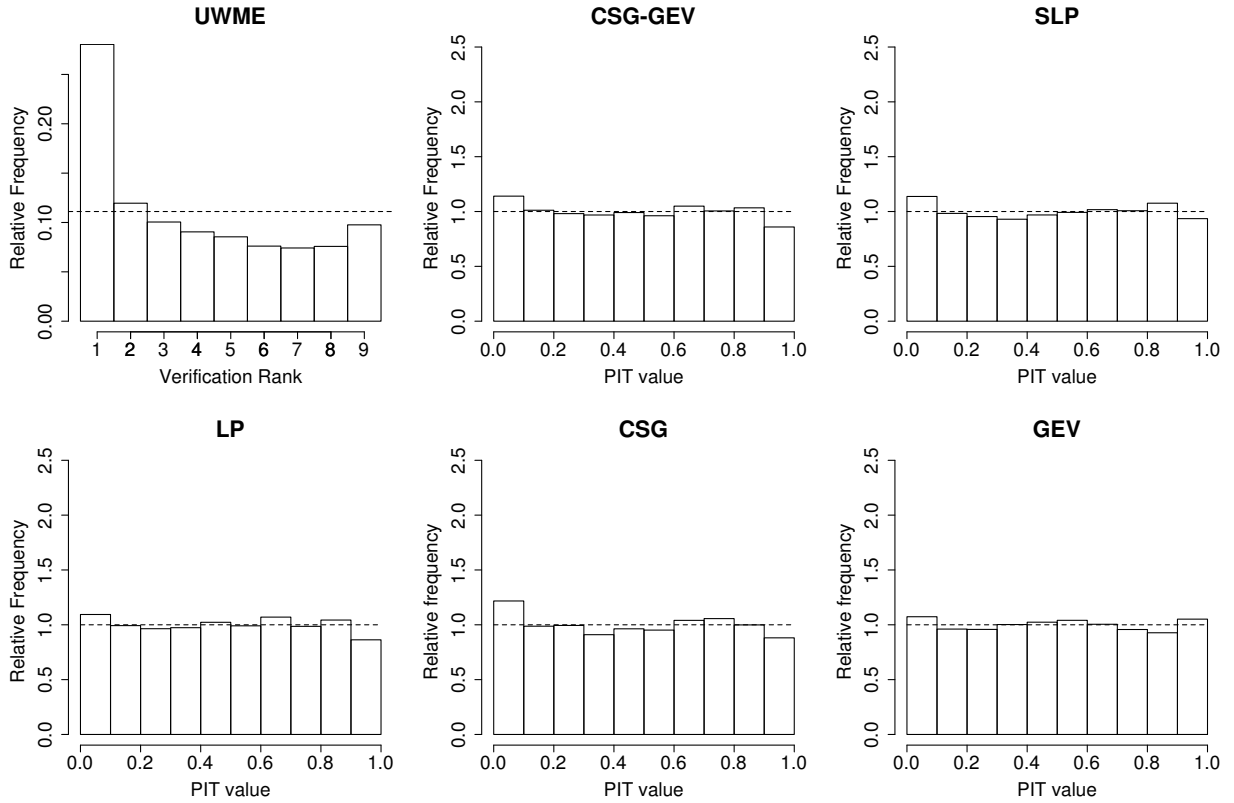 UWME
Relative Frequency
0.00 0.10 0.20
1 2 3 4 5 6 7 8 9
Verification Rank
CSG-GEV
Relative Frequency
0.0 0.5 1.0 1.5 2.0 2.5
0.0 0.2 0.4 0.6 0.8 1.0
PIT value
SLP
Relative Frequency
0.0 0.5 1.0 1.5 2.0 2.5
0.0 0.2 0.4 0.6 0.8 1.0
PIT value
LP
Relative Frequency
0.0 0.5 1.0 1.5 2.0 2.5
0.0 0.2 0.4 0.6 0.8 1.0
PIT value
CSG
Relative frequency
0.0 0.5 1.0 1.5 2.0 2.5
0.0 0.2 0.4 0.6 0.8 1.0
PIT value
GEV
Relative frequency
0.0 0.5 1.0 1.5 2.0 2.5
0.0 0.2 0.4 0.6 0.8 1.0
PIT value